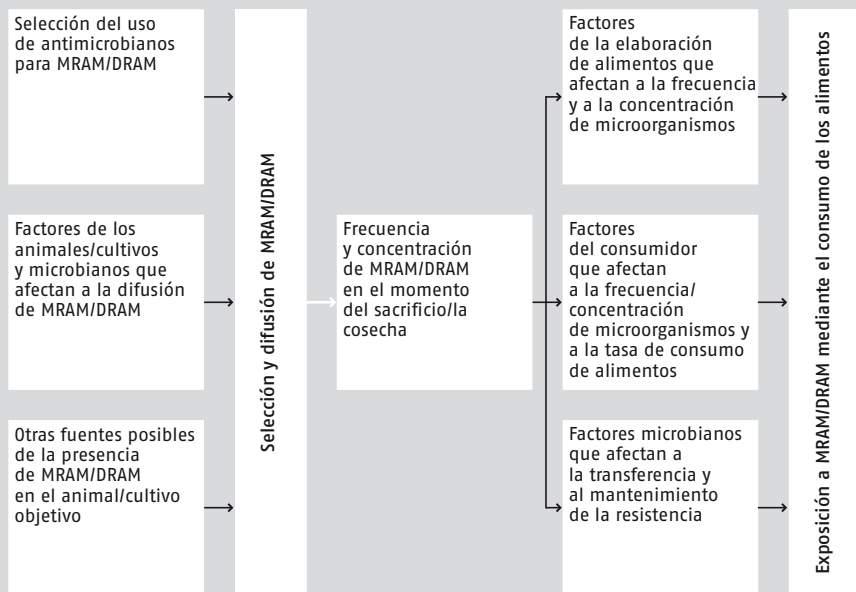 Selección del uso
de antimicrobianos
para MRAM/DRAM
Factores de los
animales/cultivos
y microbianos que
afectan a la difusión
de MRAM/DRAM
Otras fuentes posibles
de la presencia
de MRAM/DRAM
en el animal/cultivo
objetivo
Selección y difusión de MRAM/DRAM
Frecuencia
y concentración
de MRAM/DRAM
en el momento
del sacrificio/la
cosecha
Factores
de la elaboración
de alimentos que
afectan a la frecuencia
y a la concentración
de microorganismos
Factores
del consumidor
que afectan
a la frecuencia/
concentración
de microorganismos y
a la tasa de consumo
de alimentos
Factores microbianos
que afectan a
la transferencia y
al mantenimiento
de la resistencia
Exposición a MRAM/DRAM mediante el consumo de los alimentos